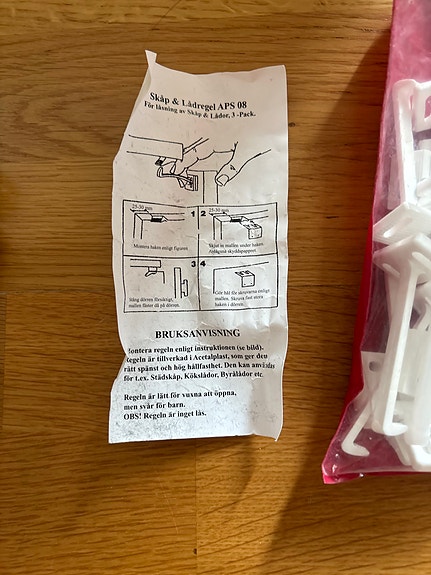 Skåp & Lådregel APS 08
För låsning av Skåp & Lådor, 3 -Pack.
25-30 mm
1
Montera haken enligt figuren
25-30 mm
2
Skjut in mallen under haken.
Avlägsna skyddspappret
3
Stäng dörren försiktigt,
mallen fäster då på dörren.
4
Gör hål för skruvarna enligt
mallen. Skruva fast stora
haken i dörren.
BRUKSANVISNING
Montera regeln enligt instruktionen (se bild).
Regeln är tillverkad i Acetalplast, som ger den
rätt spänst och hög hållfasthet. Den kan användas
för t.ex. Städskåp, Kökslådor, Byrålådor etc.
Regeln är lätt för vuxna att öppna,
men svår för barn.
OBS! Regeln är inget lås.